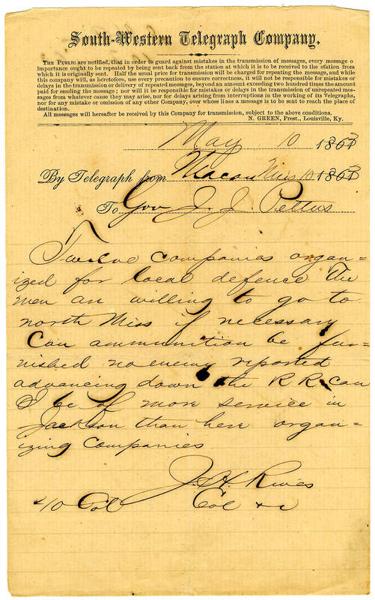 South-Western Telegraph Company.
THE PUBLIC are notified, that in order to guard against mistakes in the transmission of messages, every message of
importance ought to be repeated by being sent back from the station at which it is to be received to the station from
which it is originally sent. Half the usual price for transmission will be charged for repeating the message, and while
this company will, as heretofore, use every precaution to ensure correctness, it will not be responsible for mistakes or
delays in the transmission or delivery of repeated messages, beyond an amount exceeding two hundred times the amount
paid for sending the message; nor will it be responsible for mistakes or delays in the transmission of unrepeated messages
from whatever cause they may arise, nor for delays arising from interruptions in the working of its Telegraphs,
nor for any mistake or omission of any other Company, over whose lines a message is to be sent to reach the place of
destination.
All messages will hereafter be received by this Company for transmission, subject to the above conditions.
N. GREEN, Prest., Louisville, Ky.
May 10 1863
By Telegraph from Macon Miss 10 1863
To Gov J. J. Pettus
Twelve companies organ-
ized for local defence The
men are willing to go to
north Miss if necessary
Can ammunition be fur-
nished no enemy reported
advancing down the R R can
I be of more service in
Jackson than here organ-
izing companies
J. H. Rives
40 Col Col &c